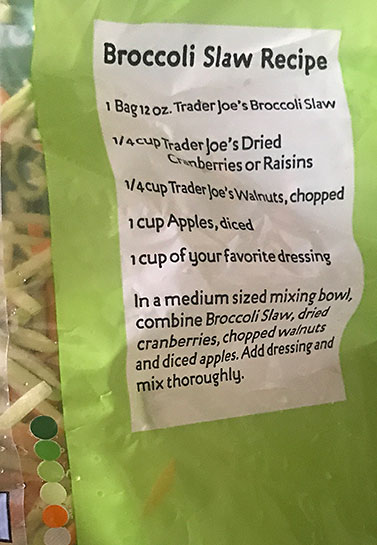 Broccoli Slaw Recipe
1 Bag 12 oz. Trader Joe's Broccoli Slaw
1/4 cup Trader Joe's Dried
Cranberries or Raisins
1/4 cup Trader Joe's Walnuts, chopped
1 cup Apples, diced
1 cup of your favorite dressing
In a medium sized mixing bowl,
combine Broccoli Slaw, dried
cranberries, chopped walnuts
and diced apples. Add dressing and
mix thoroughly.